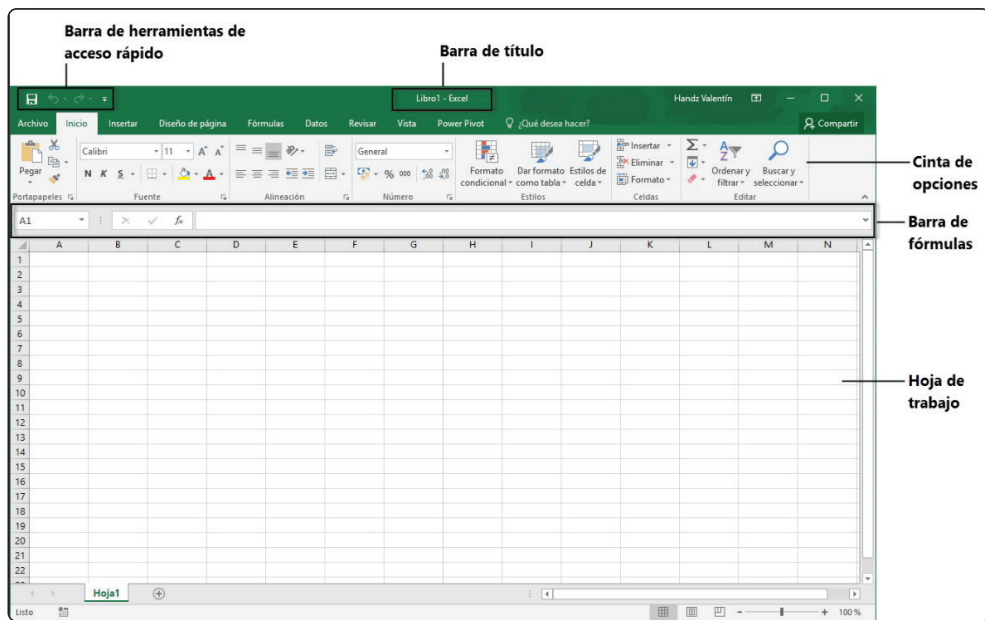 Barra de herramientas de
acceso rápido
Barra de título
Libro1 - Excel
Handz Valentín
Archivo Inicio Insertar Diseño de página Fórmulas Datos Revisar Vista Power Pivot ¿Qué desea hacer? Compartir
Pegar
Calibri 11 A A
N K S A
General
% 000
Formato
condicional
Dar formato
como tabla
Estilos de
celda
Insertar
Eliminar
Formato
Ordenar y
filtrar
Buscar y
seleccionar
Portapapeles Fuente Alineación Número Estilos Celdas Editar
Cinta de
opciones
A1 fx
Barra de
fórmulas
A B C D E F G H I J K L M N
1
2
3
4
5
6
7
8
9
10
11
12
13
14
15
16
17
18
19
20
21
22
Hoja de
trabajo
Hoja1
Listo 100 %